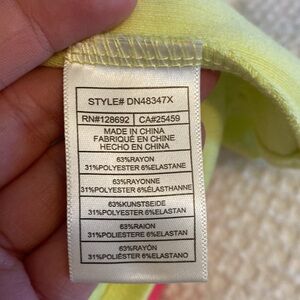 STYLE# DN48347X
RN#128692 CA#25459
MADE IN CHINA
FABRIQUÉ EN CHINE
HECHO EN CHINA
63%RAYON
31%POLYESTER 6%ELASTANE
63%RAYONNE
31%POLYESTER 6%ÉLASTHANNE
63%KUNSTSEIDE
31%POLYESTER 6%ELASTAN
63%RAION
31%POLIÉSTERE 6%ELASTAN
63%RAYÓN
31%POLIÉSTER 6%ELASTANO